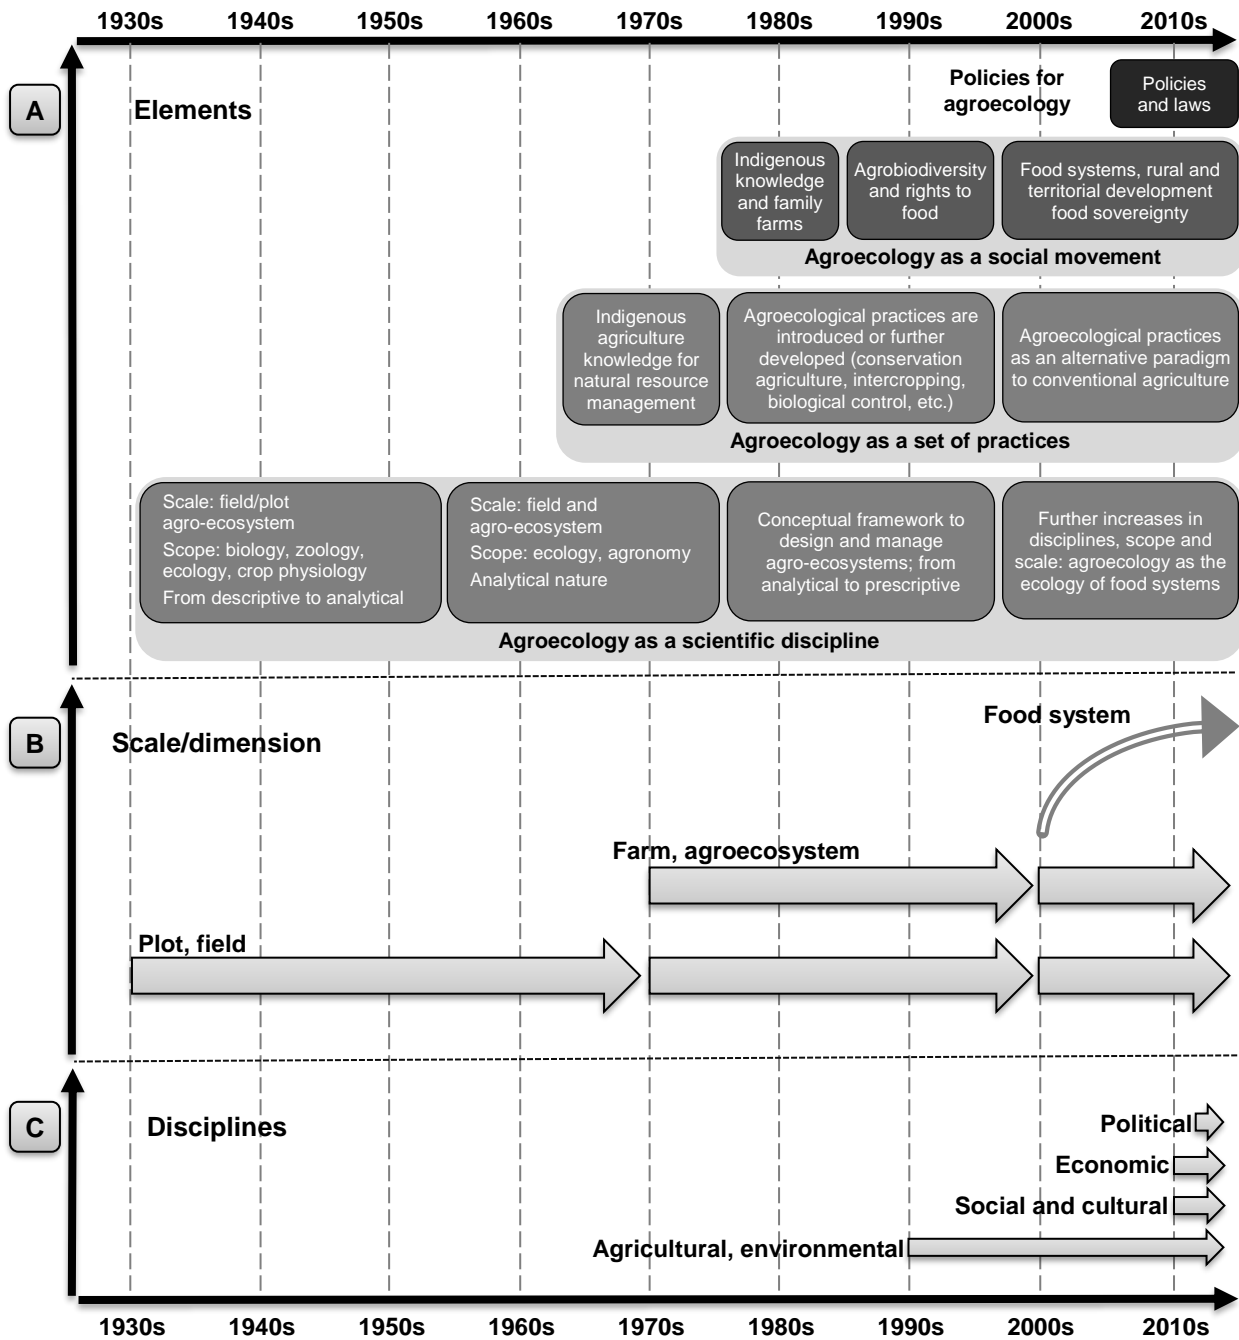 1930s 1940s 1950s 1960s 1970s 1980s 1990s 2000s 2010s
A
Elements
Policies for
agroecology
Policies
and laws
Indigenous
knowledge
and family
farms
Agrobiodiversity
and rights to
food
Food systems, rural and
territorial development
food sovereignty
Agroecology as a social movement
Indigenous
agriculture
knowledge for
natural resource
management
Agroecological practices are
introduced or further
developed (conservation
agriculture, intercropping,
biological control, etc.)
Agroecological practices
as an alternative paradigm
to conventional agriculture
Agroecology as a set of practices
Scale: field/plot
agro-ecosystem
Scope: biology, zoology,
ecology, crop physiology
From descriptive to analytical
Scale: field and
agro-ecosystem
Scope: ecology, agronomy
Analytical nature
Conceptual framework to
design and manage
agro-ecosystems; from
analytical to prescriptive
Further increases in
disciplines, scope and
scale: agroecology as the
ecology of food systems
Agroecology as a scientific discipline
B
Scale/dimension
Food system
Farm, agroecosystem
Plot, field
C
Disciplines
Political
Economic
Social and cultural
Agricultural, environmental
1930s 1940s 1950s 1960s 1970s 1980s 1990s 2000s 2010s